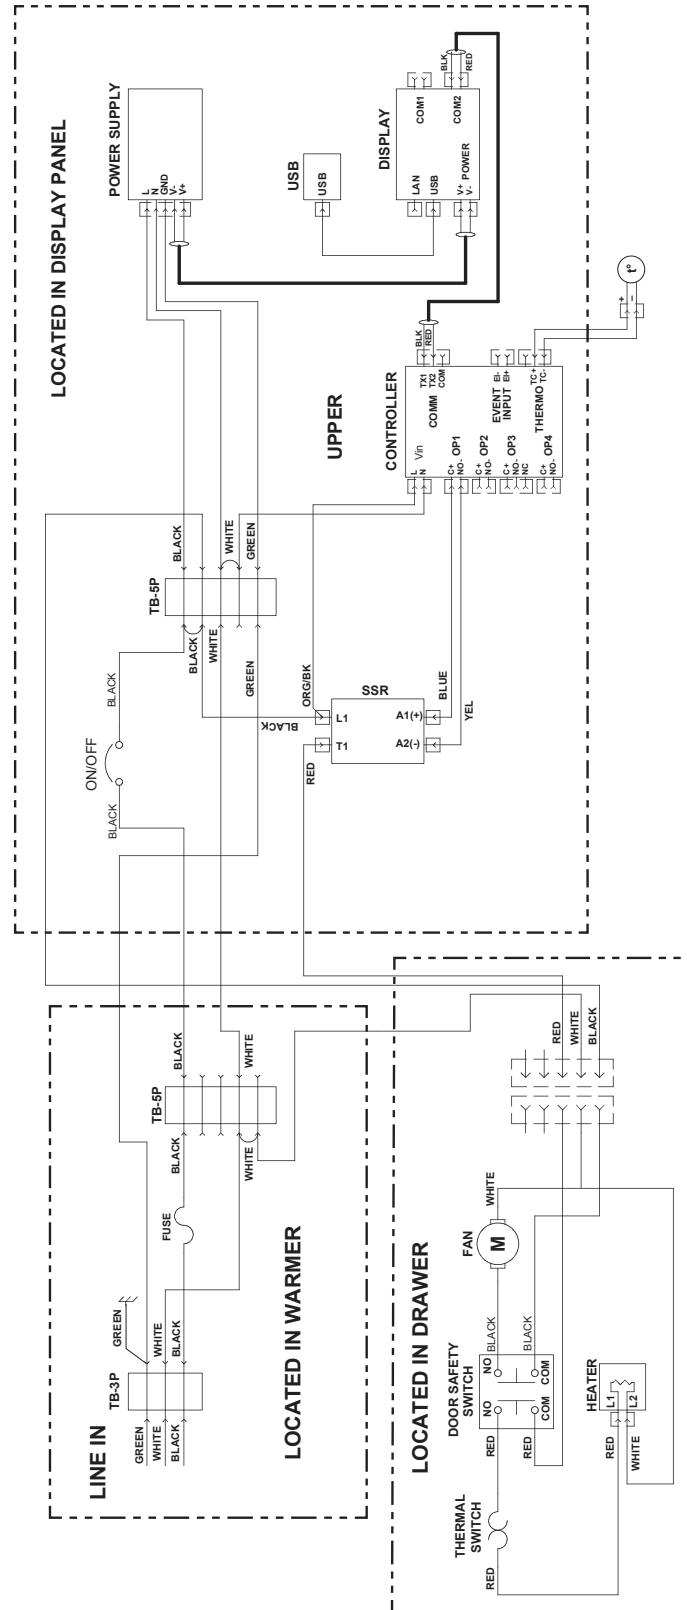 LOCATED IN DISPLAY PANEL
POWER SUPPLY
L
N
GND
V-
V+
USB
USB
DISPLAY
COM1
COM2
BLK
RED
LAN
USB
V+
V-
POWER
t°
+
–
UPPER
CONTROLLER
BLK
RED
TX1
TX2
COM
COMM
EI-
EI+
EVENT
INPUT
TC+
TC-
THERMO
L
N
Vin
C+
NO-
OP1
C+
NO-
OP2
C+
NO-
NC
OP3
C+
NO-
OP4
BLACK
WHITE
GREEN
TB-5P
BLACK
WHITE
GREEN
BLACK
ON/OFF
BLACK
BLACK
ORG/BK
RED
SSR
L1
T1
A1(+)
A2(-)
BLUE
YEL
BLACK
WHITE
TB-5P
BLACK
WHITE
FUSE
GREEN
WHITE
BLACK
TB-3P
GREEN
WHITE
BLACK
LINE IN
LOCATED IN WARMER
RED
WHITE
BLACK
LOCATED IN DRAWER
WHITE
FAN
M
BLACK
BLACK
DOOR SAFETY
SWITCH
NO
NO
COM
COM
RED
RED
HEATER
L1
L2
RED
WHITE
THERMAL
SWITCH
RED